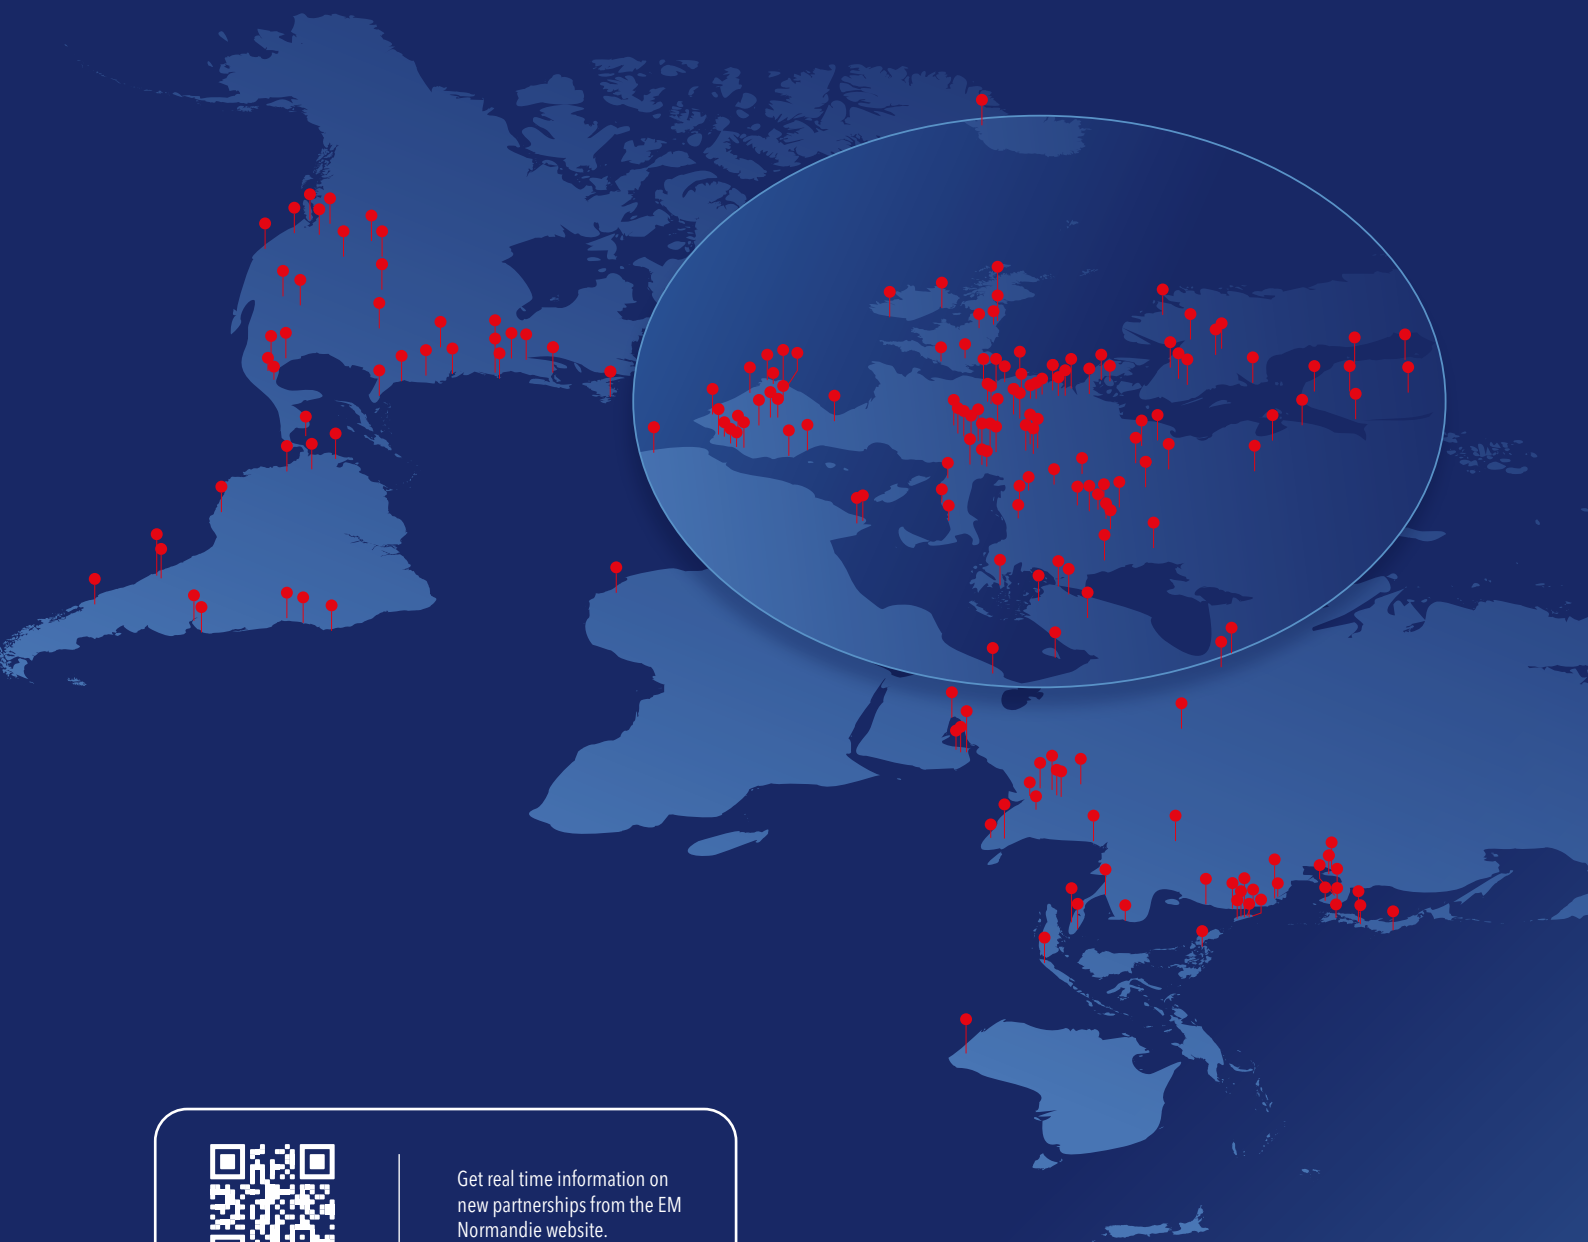 Get real time information on
new partnerships from the EM
Normandie website.